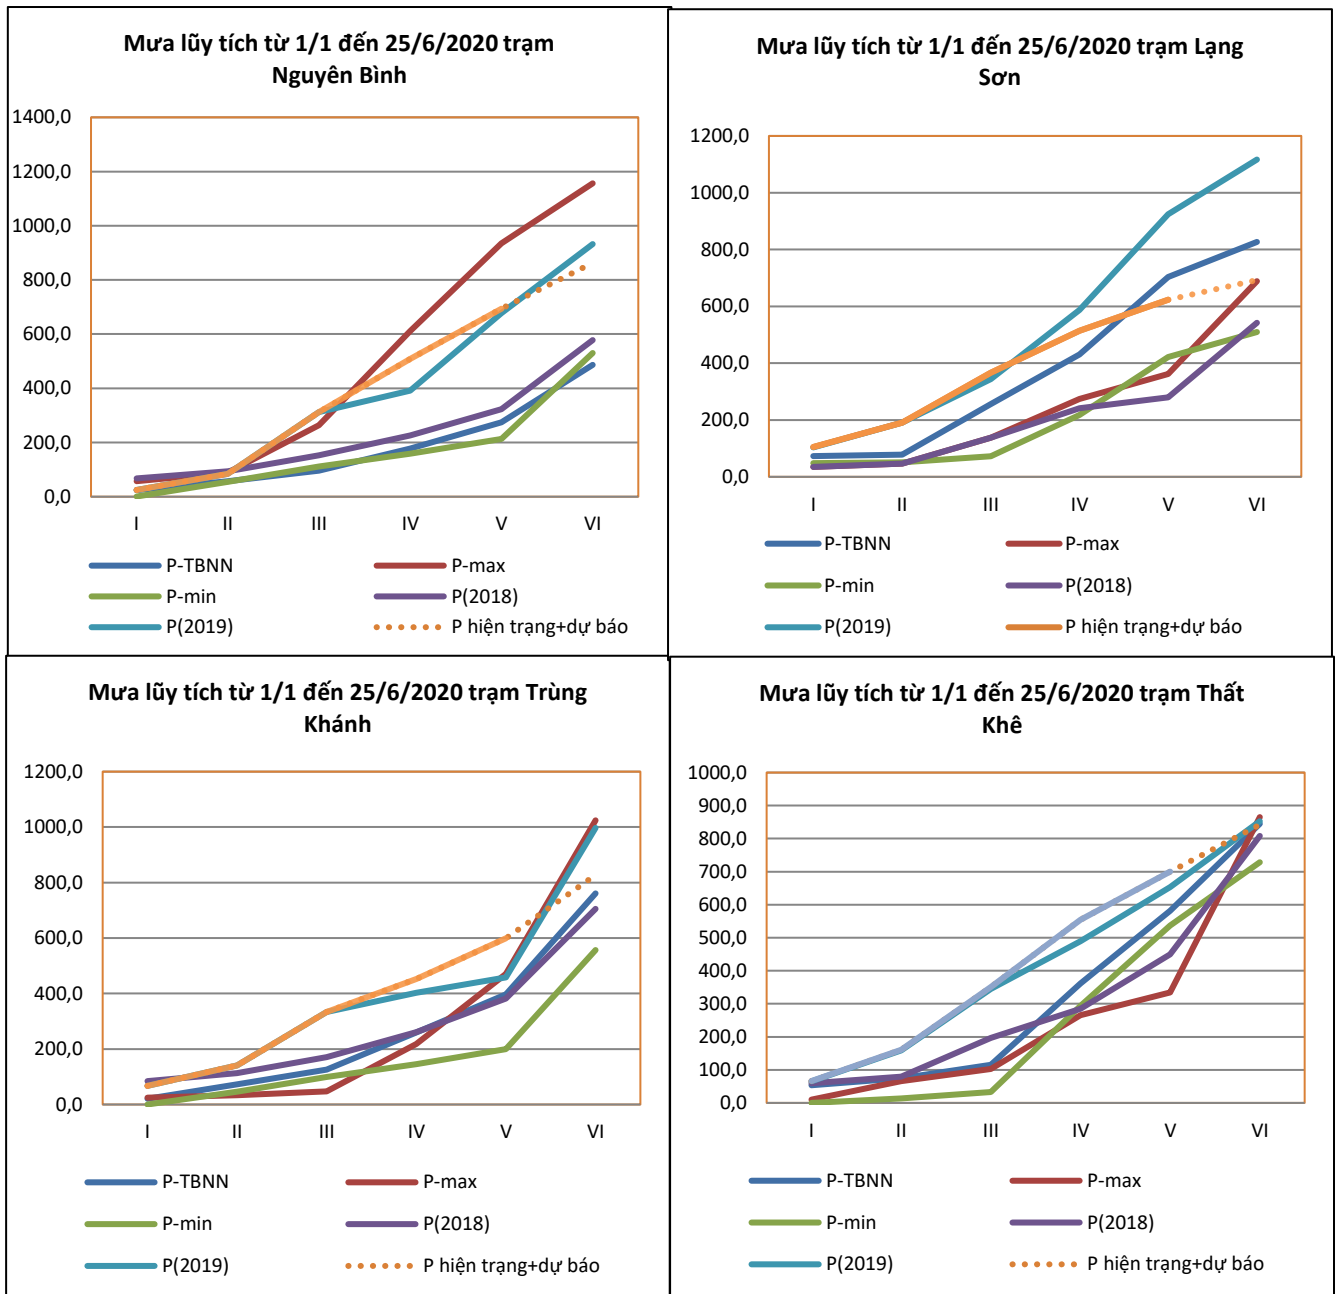 Mưa lũy tích từ 1/1 đến 25/6/2020 trạm
Nguyên Bình
1400,0
1200,0
1000,0
800,0
600,0
400,0
200,0
0,0
I II III IV V VI
P-TBNN P-max
P-min P(2018)
P(2019) P hiện trạng+dự báo
Mưa lũy tích từ 1/1 đến 25/6/2020 trạm Lạng
Sơn
1200,0
1000,0
800,0
600,0
400,0
200,0
0,0
I II III IV V VI
P-TBNN P-max
P-min P(2018)
P(2019) P hiện trạng+dự báo
Mưa lũy tích từ 1/1 đến 25/6/2020 trạm Trùng
Khánh
1200,0
1000,0
800,0
600,0
400,0
200,0
0,0
I II III IV V VI
P-TBNN P-max
P-min P(2018)
P(2019) P hiện trạng+dự báo
Mưa lũy tích từ 1/1 đến 25/6/2020 trạm Thất
Khê
1000,0
900,0
800,0
700,0
600,0
500,0
400,0
300,0
200,0
100,0
0,0
I II III IV V VI
P-TBNN P-max
P-min P(2018)
P(2019) P hiện trạng+dự báo